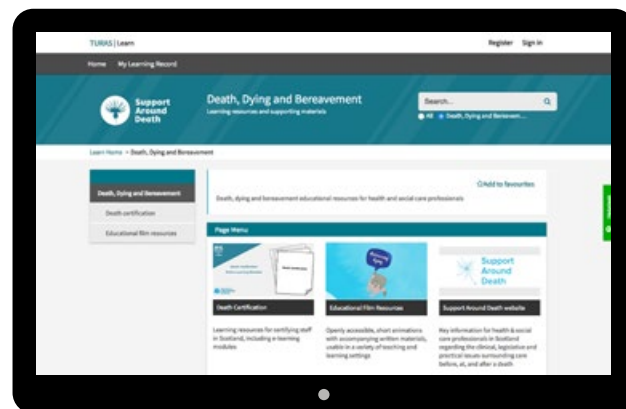 TURAS | Learn
Register Sign in
Home My Learning Record
Support
Around
Death
Death, Dying and Bereavement
Learning resources and supporting materials
Search...
All Death, Dying and Bereavem...
Learn Home > Death, Dying and Bereavement
Death, Dying and Bereavement
Death certification
Educational film resources
Add to favourites
Death, dying and bereavement educational resources for health and social care professionals
Page Menu
Support
Around
Death
Death Certification
Educational Film Resources
Support Around Death website
Learning resources for certifying staff
in Scotland, including e-learning
modules
Openly accessible, short animations
with accompanying written materials,
usable in a variety of teaching and
learning settings
Key information for health & social
care professionals in Scotland
regarding the clinical, legislative and
practical issues surrounding care
before, at, and after a death